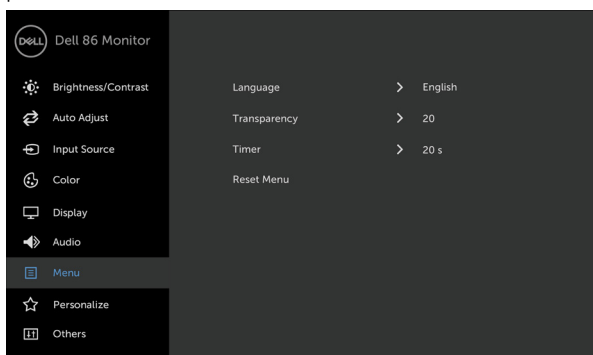 DELL Dell 86 Monitor
Brightness/Contrast
Auto Adjust
Input Source
Color
Display
Audio
Menu
Personalize
Others
Language > English
Transparency > 20
Timer > 20 s
Reset Menu